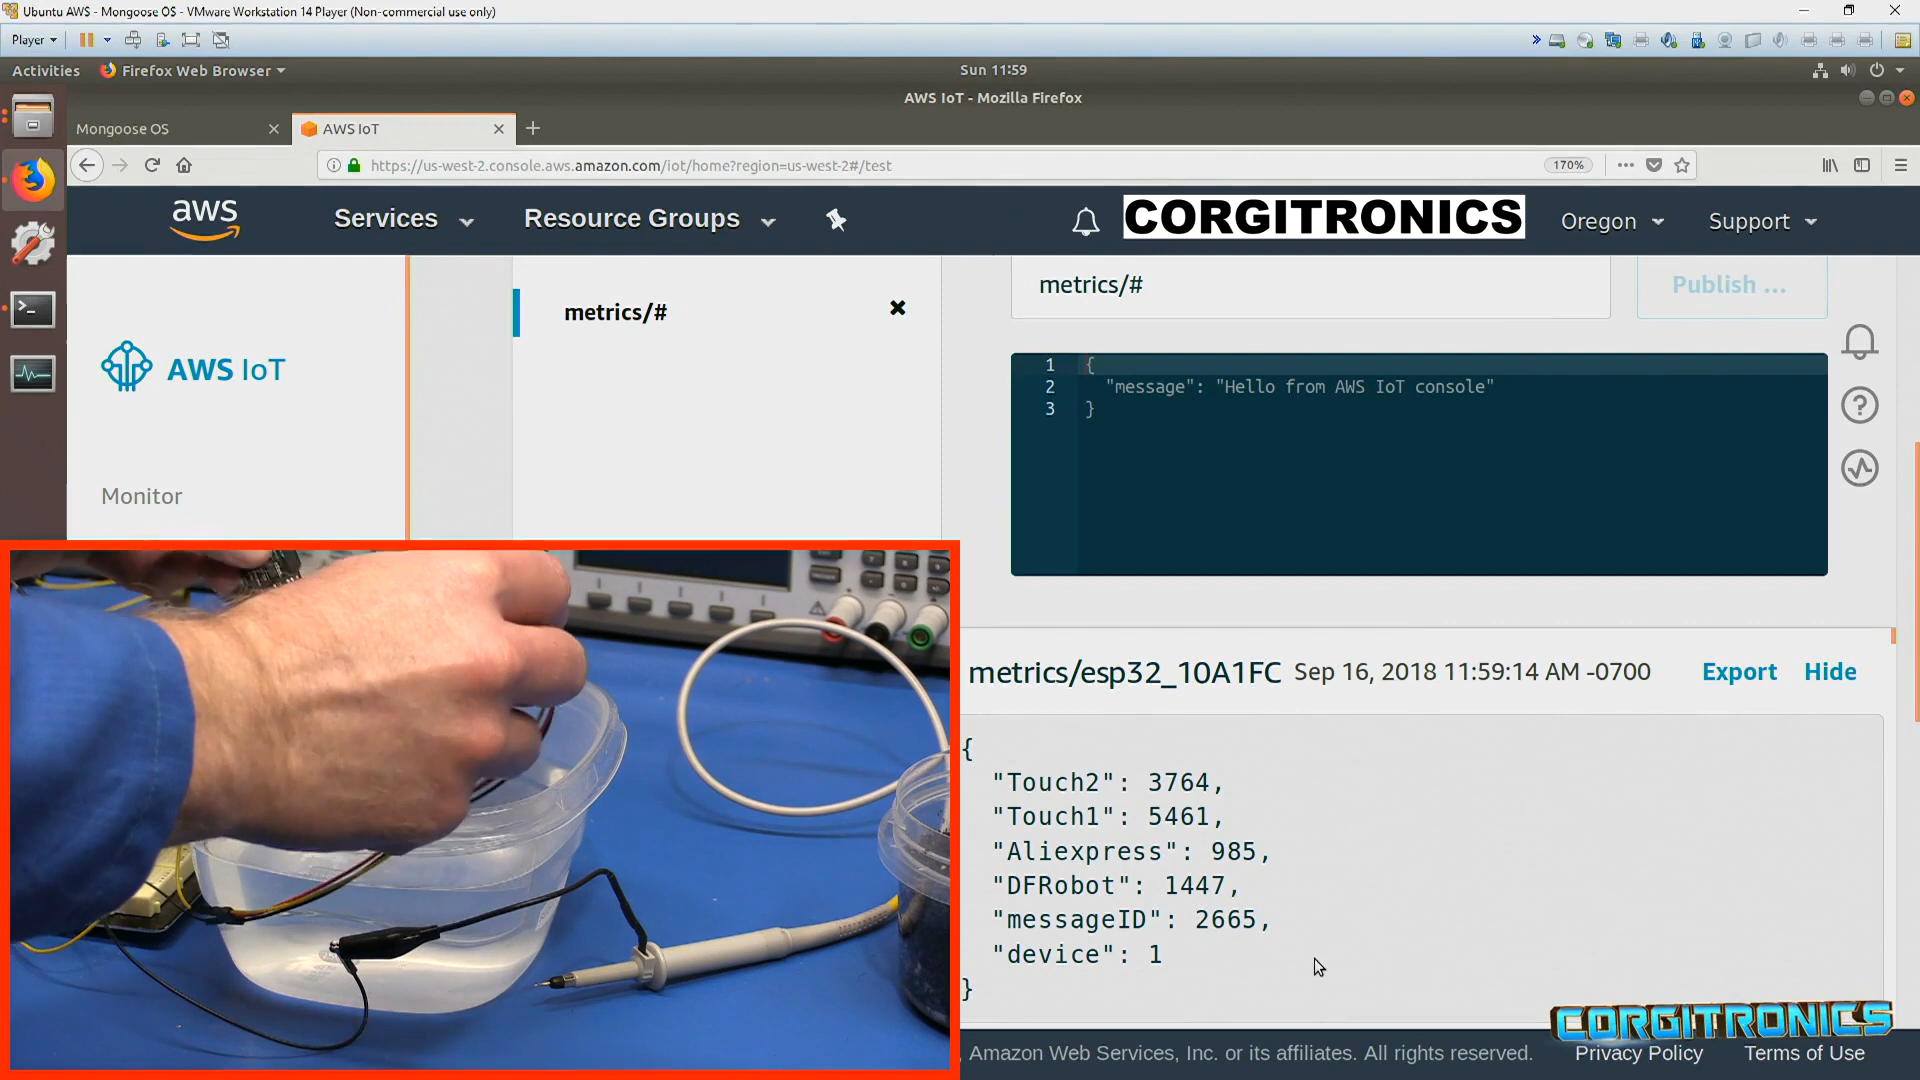 Ubuntu AWS - Mongoose OS - VMware Workstation 14 Player (Non-commercial use only)
Player
Activities
Firefox Web Browser
Sun 11:59
AWS IoT - Mozilla Firefox
Mongoose OS
AWS IoT
https://us-west-2.console.aws.amazon.com/iot/home?region=us-west-2#/test
170%
aws
Services
Resource Groups
CORGITRONICS
Oregon
Support
metrics/#
metrics/#
Publish ...
AWS IoT
Monitor
1 {
2 "message": "Hello from AWS IoT console"
3 }
metrics/esp32_10A1FC Sep 16, 2018 11:59:14 AM -0700 Export Hide
{
"Touch2": 3764,
"Touch1": 5461,
"Aliexpress": 985,
"DFRobot": 1447,
"messageID": 2665,
"device": 1
}
CORGITRONICS
, Amazon Web Services, Inc. or its affiliates. All rights reserved.
Privacy Policy
Terms of Use